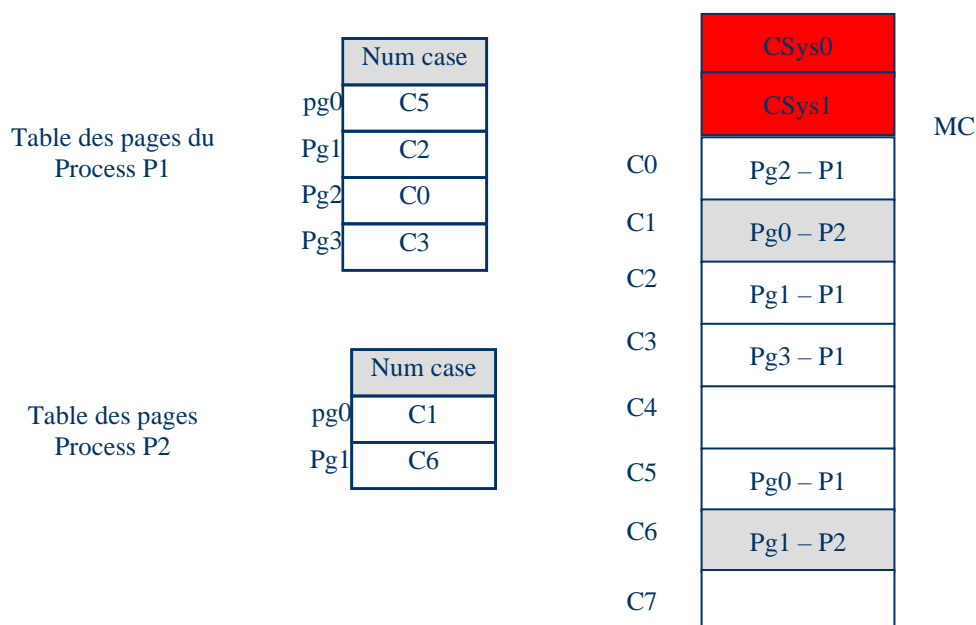 Table des pages du
Process P1
Num case
pg0 C5
Pg1 C2
Pg2 C0
Pg3 C3
Table des pages
Process P2
Num case
pg0 C1
Pg1 C6
CSys0
CSys1
MC
C0 Pg2 – P1
C1 Pg0 – P2
C2 Pg1 – P1
C3 Pg3 – P1
C4
C5 Pg0 – P1
C6 Pg1 – P2
C7